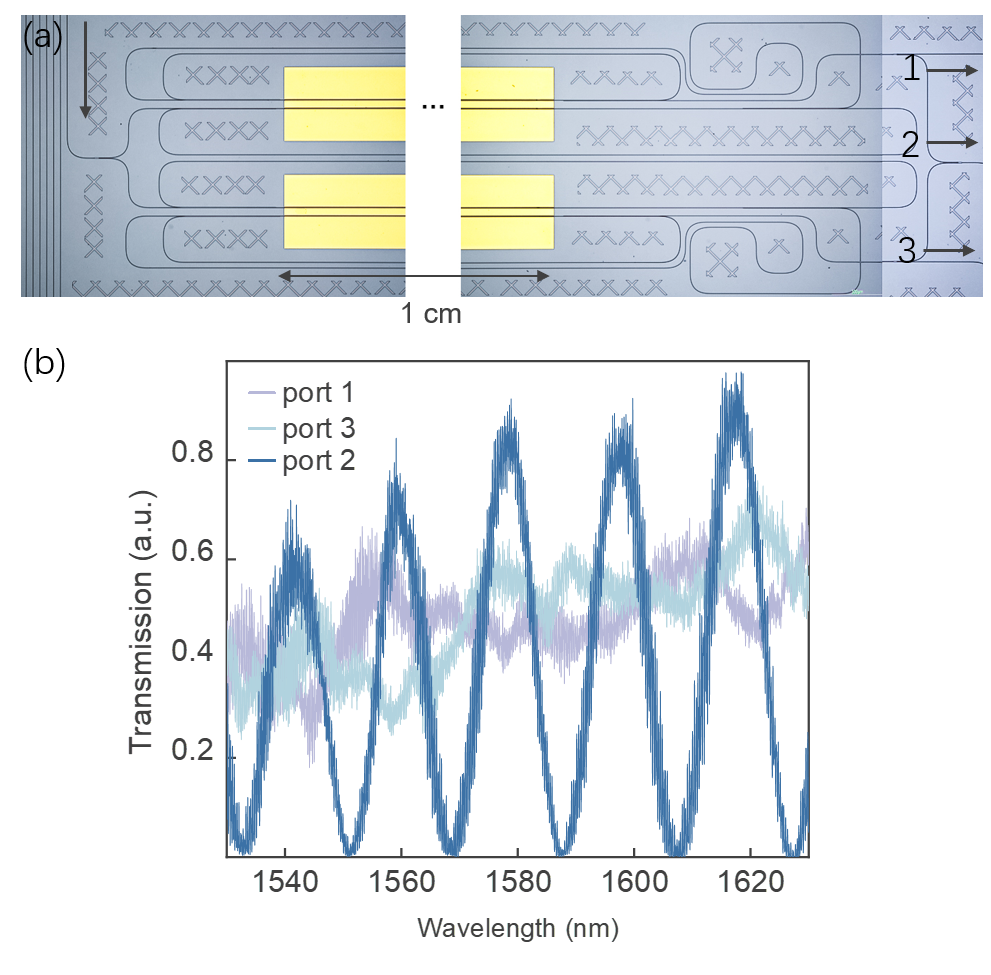 (a)
1
...
2
3
1 cm
(b)
port 1
port 3
port 2
0.8
0.6
0.4
0.2
Transmission (a.u.)
1540
1560
1580
1600
1620
Wavelength (nm)